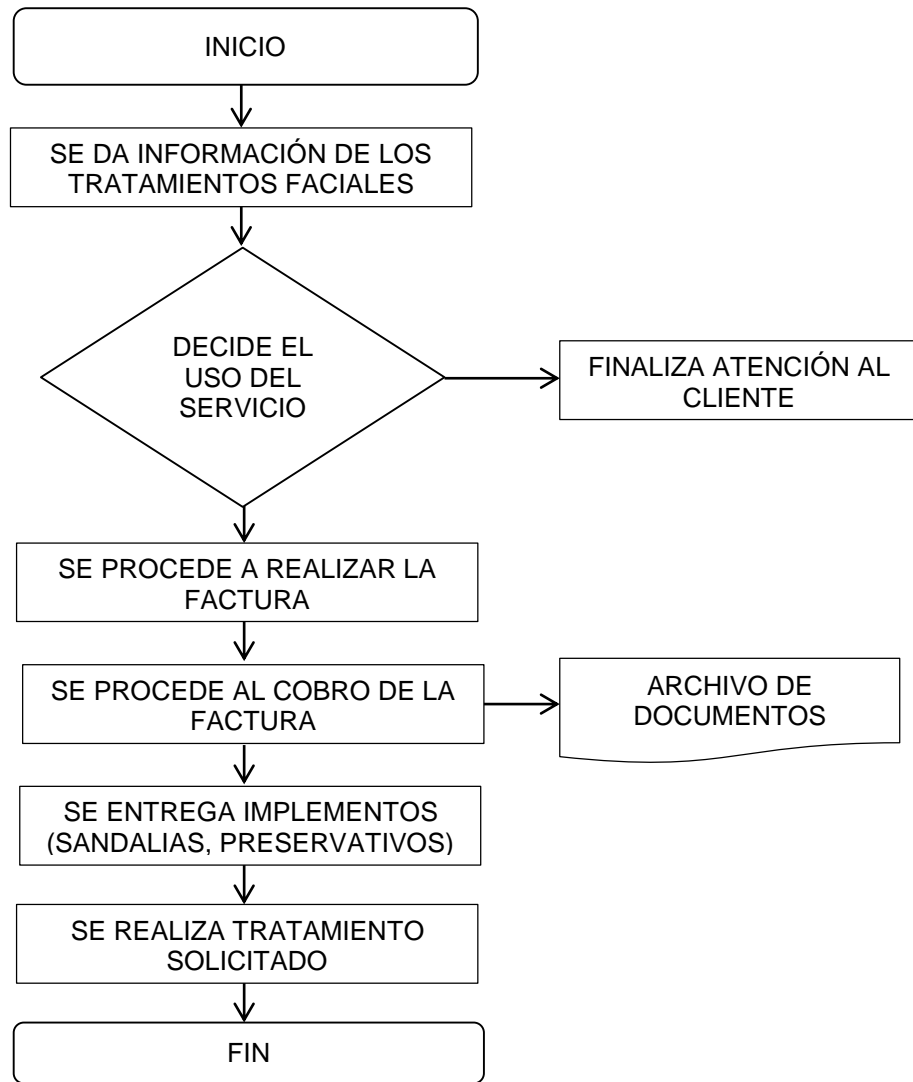 INICIO
SE DA INFORMACIÓN DE LOS
TRATAMIENTOS FACIALES
DECIDE EL
USO DEL
SERVICIO
FINALIZA ATENCIÓN AL
CLIENTE
SE PROCEDE A REALIZAR LA
FACTURA
SE PROCEDE AL COBRO DE LA
FACTURA
ARCHIVO DE
DOCUMENTOS
SE ENTREGA IMPLEMENTOS
(SANDALIAS, PRESERVATIVOS)
SE REALIZA TRATAMIENTO
SOLICITADO
FIN